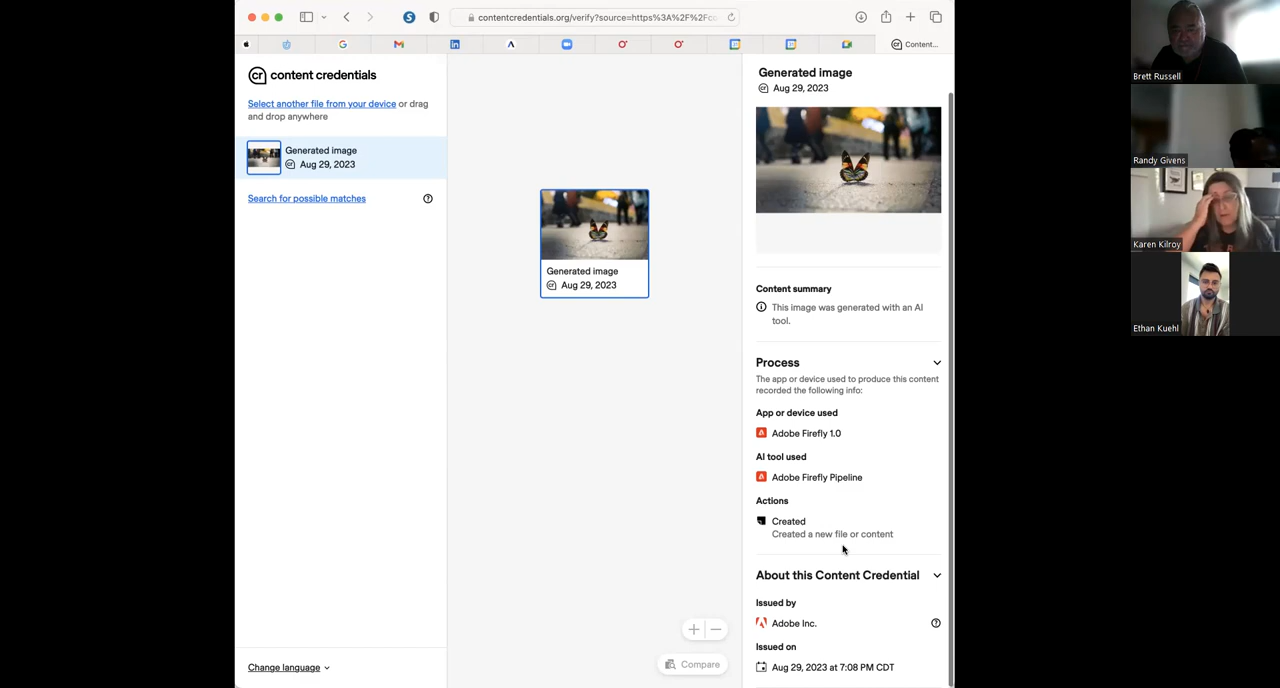 contentcredentials.org/verify?source=https%3A%2F%2Fcc
Content...
content credentials
Select another file from your device or drag
and drop anywhere
Generated image
Aug 29, 2023
Search for possible matches
Change language
Generated image
Aug 29, 2023
Compare
Generated image
Aug 29, 2023
Content summary
This image was generated with an AI
tool.
Process
The app or device used to produce this content
recorded the following info:
App or device used
Adobe Firefly 1.0
AI tool used
Adobe Firefly Pipeline
Actions
Created
Created a new file or content
About this Content Credential
Issued by
Adobe Inc.
Issued on
Aug 29, 2023 at 7:08 PM CDT
Brett Russell
Randy Givens
Karen Kilroy
Ethan Kuehl